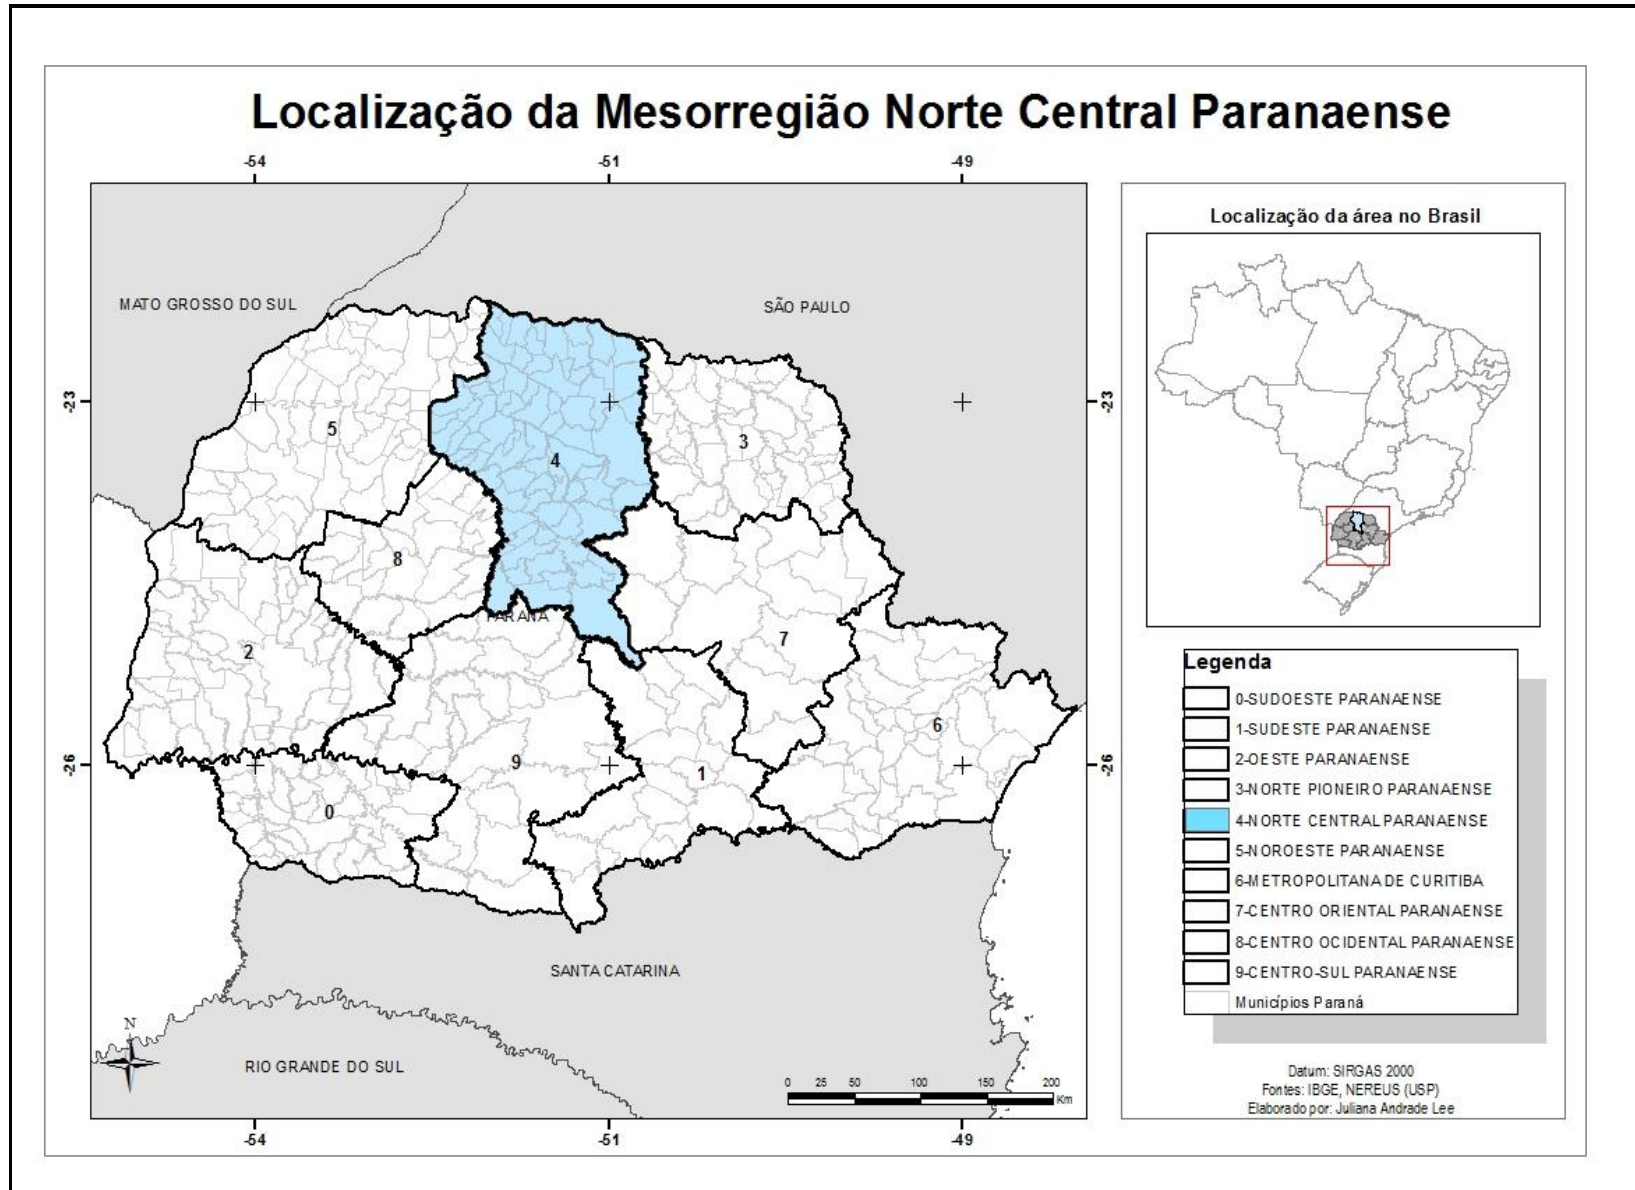 Localização da Mesorregião Norte Central Paranaense
-54
-51
-49
MATO GROSSO DO SUL
SÃO PAULO
-23
-23
5
3
4
8
PARANÁ
2
7
6
9
1
-26
-26
0
SANTA CATARINA
RIO GRANDE DO SUL
N
0 25 50 100 150 200
Km
-54
-51
-49
Localização da área no Brasil
Legenda
0-SUDOESTE PARANAENSE
1-SUDESTE PARANAENSE
2-OESTE PARANAENSE
3-NORTE PIONEIRO PARANAENSE
4-NORTE CENTRAL PARANAENSE
5-NOROESTE PARANAENSE
6-METROPOLITANA DE CURITIBA
7-CENTRO ORIENTAL PARANAENSE
8-CENTRO OCIDENTAL PARANAENSE
9-CENTRO-SUL PARANAENSE
Municípios Paraná
Datum: SIRGAS 2000
Fontes: IBGE, NEREUS (USP)
Elaborado por: Juliana Andrade Lee